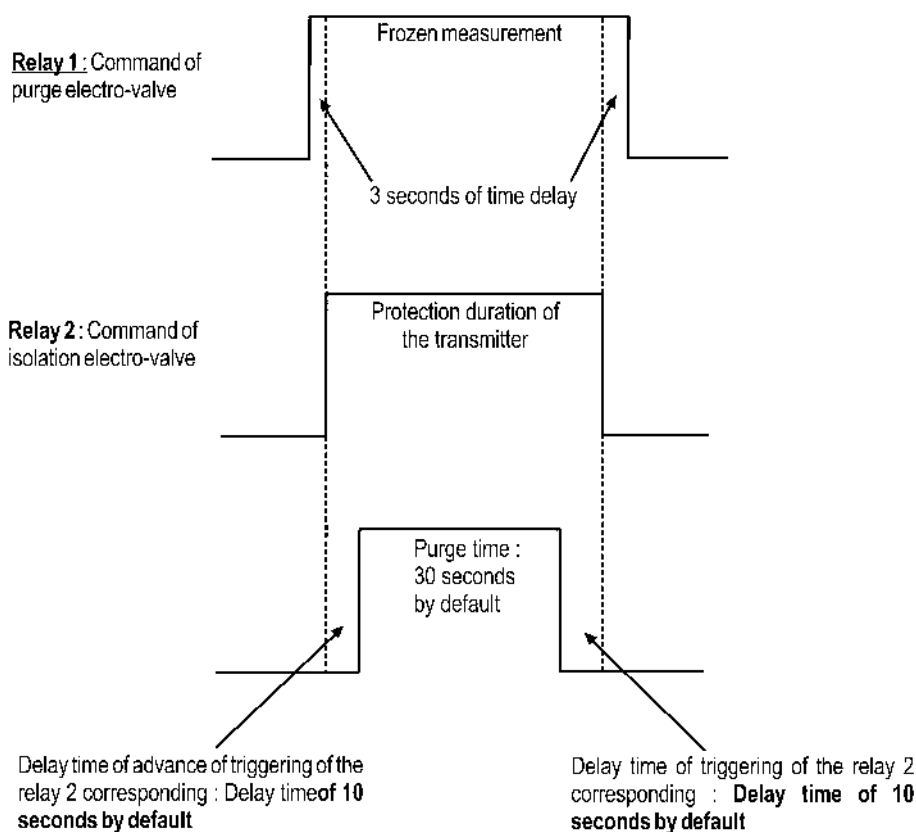 Frozen measurement
Relay 1 : Command of
purge electro-valve
3 seconds of time delay
Protection duration of
the transmitter
Relay 2 : Command of
isolation electro-valve
Purge time :
30 seconds
by default
Delay time of advance of triggering of the
relay 2 corresponding : Delay timeof 10
seconds by default
Delay time of triggering of the relay 2
corresponding : Delay time of 10
seconds by default